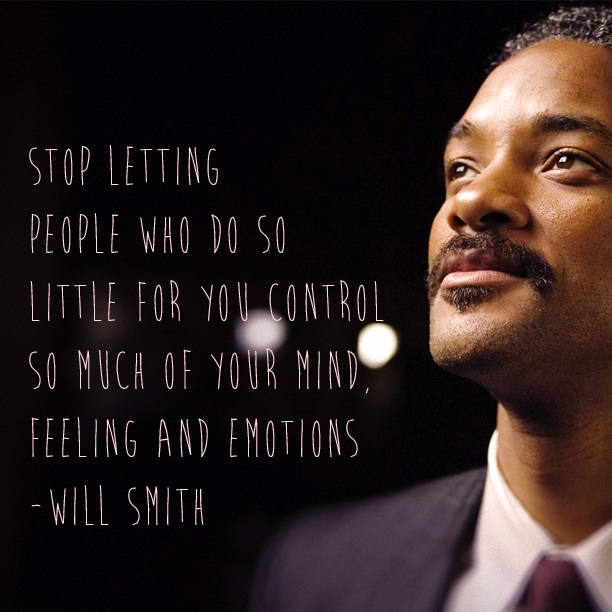 STOP LETTING
PEOPLE WHO DO SO
LITTLE FOR YOU CONTROL
SO MUCH OF YOUR MIND,
FEELING AND EMOTIONS
-WILL SMITH